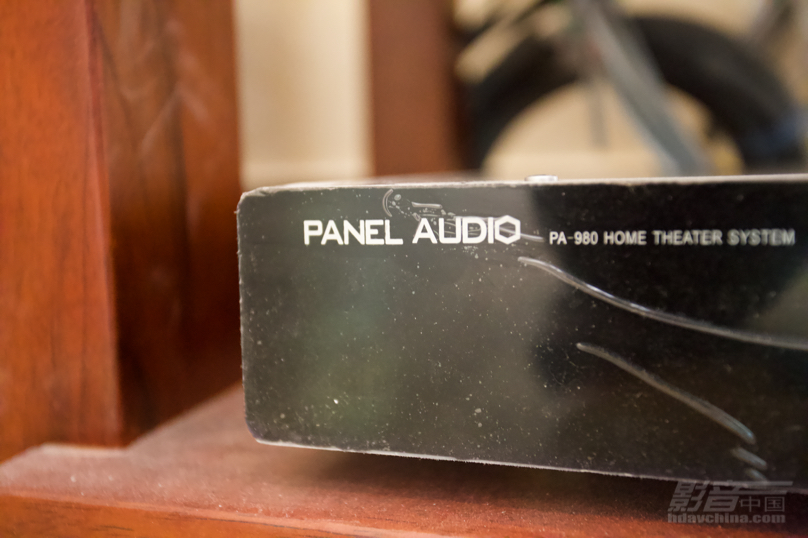 PANEL AUDIO PA-980 HOME THEATER SYSTEM
影音中国
hdavchina.com